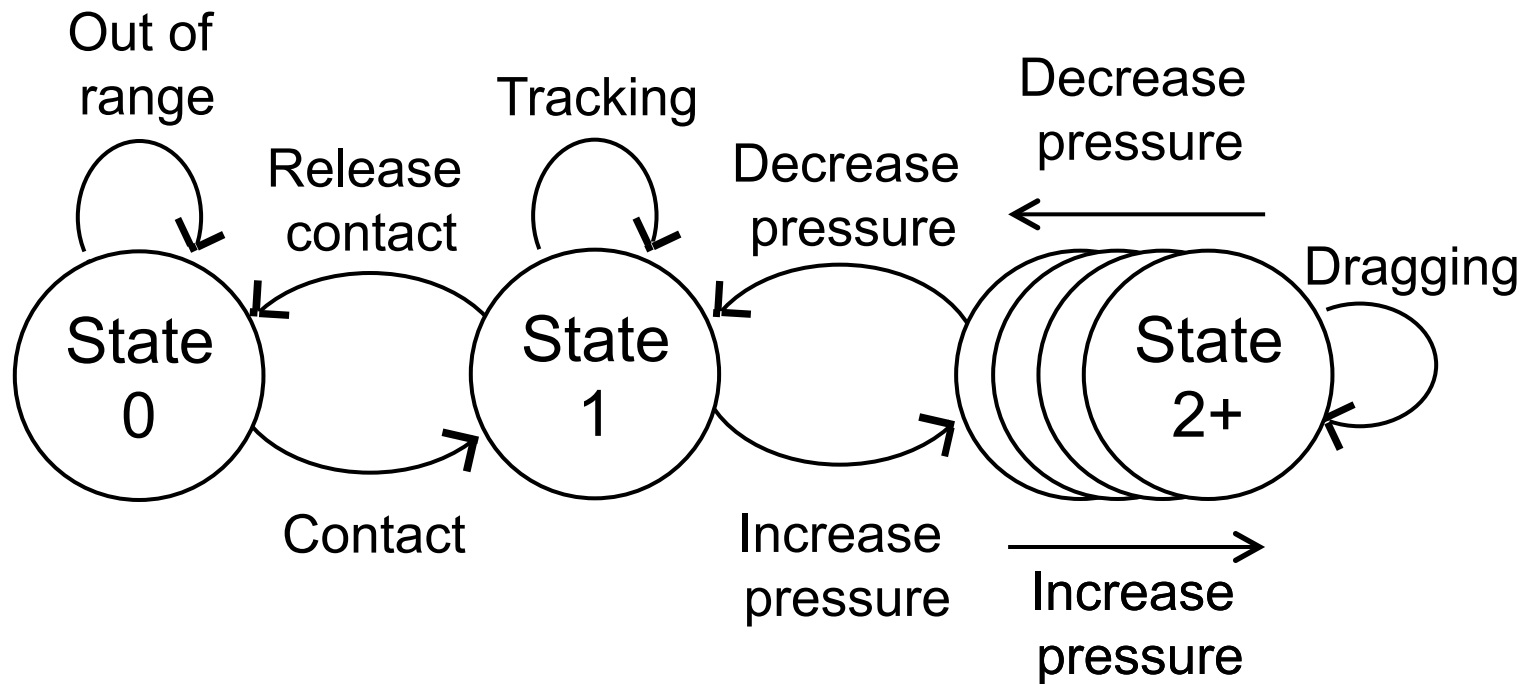 Out of
range
Release
contact
Tracking
Decrease
pressure
Decrease
pressure
Dragging
State
0
State
1
State
2+
Contact
Increase
pressure
Increase
pressure